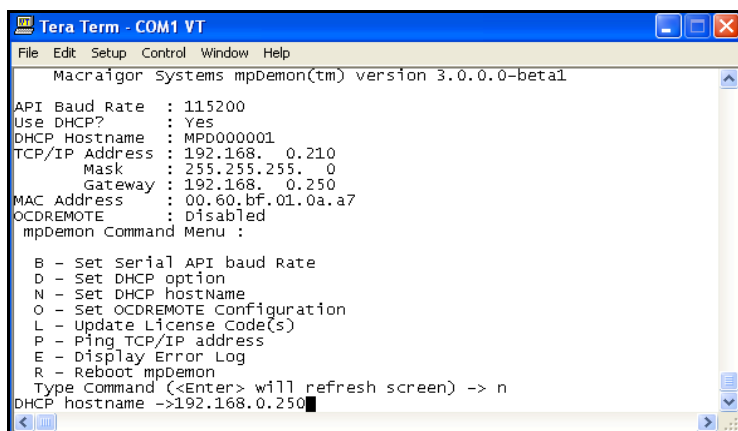 Tera Term - COM1 VT
File Edit Setup Control Window Help
Macraigor Systems mpDemon(tm) version 3.0.0.0-beta1
API Baud Rate : 115200
Use DHCP? : Yes
DHCP Hostname : MPD000001
TCP/IP Address : 192.168. 0.210
Mask : 255.255.255. 0
Gateway : 192.168. 0.250
MAC Address : 00.60.bf.01.0a.a7
OCDREMOTE : Disabled
mpDemon Command Menu :
B - Set Serial API baud Rate
D - Set DHCP option
N - Set DHCP hostName
O - Set OCDREMOTE Configuration
L - Update License Code(s)
P - Ping TCP/IP address
E - Display Error Log
R - Reboot mpDemon
Type Command (<Enter> will refresh screen) -> n
DHCP hostname ->192.168.0.250